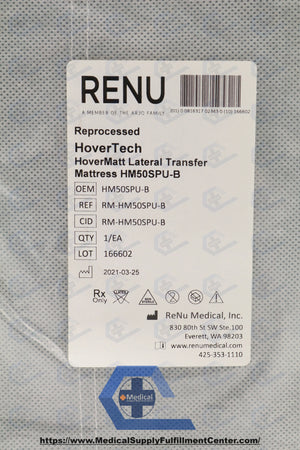 RENU
A MEMBER OF THE ARJO FAMILY
Reprocessed
HoverTech
HoverMatt Lateral Transfer
Mattress HM50SPU-B
OEM HM50SPU-B
REF RM-HM50SPU-B
CID RM-HM50SPU-B
QTY 1/EA
LOT 166602
2021-03-25
Rx
Only
ReNu Medical, Inc.
830 80th St SW Ste.100
Everett, WA 98203
www.renumedical.com
425-353-1110
Medical
https://www.MedicalSupplyFulfillmentCenter.com/